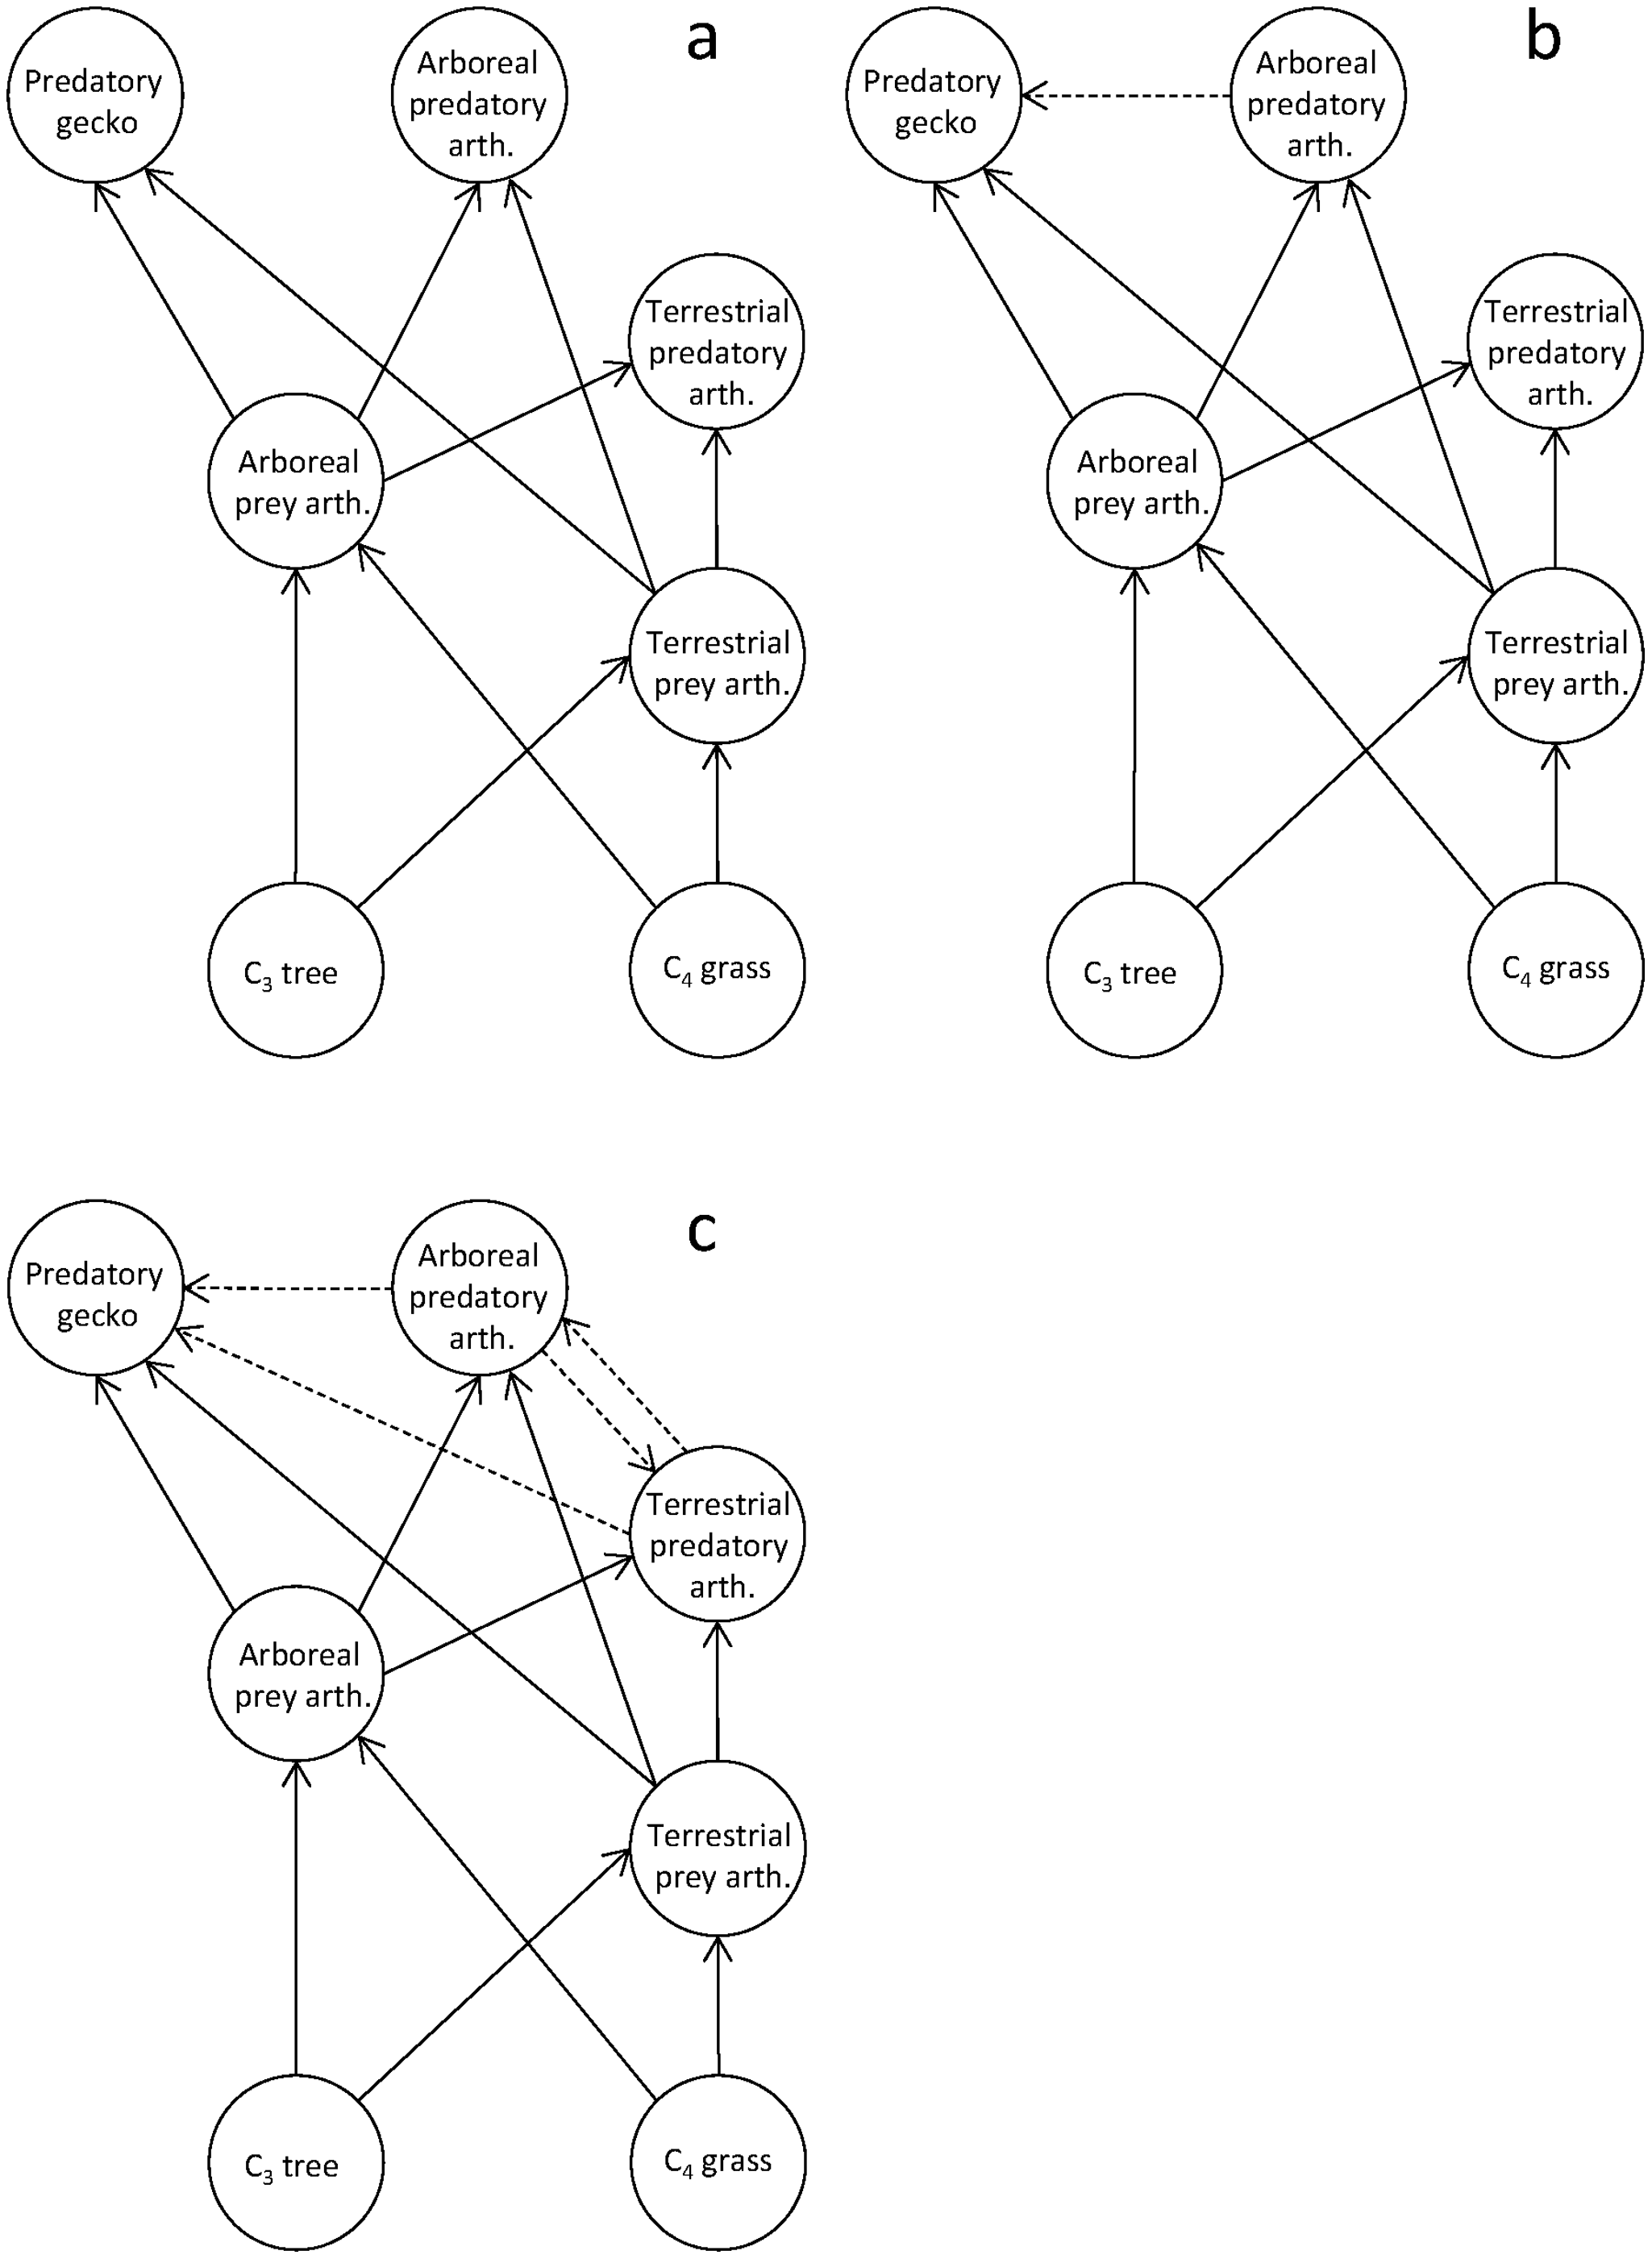 a
Predatory
gecko
Arboreal
predatory
arth.
Terrestrial
predatory
arth.
Arboreal
prey arth.
Terrestrial
prey arth.
C₃ tree
C₄ grass
b
Predatory
gecko
Arboreal
predatory
arth.
Terrestrial
predatory
arth.
Arboreal
prey arth.
Terrestrial
prey arth.
C₃ tree
C₄ grass
c
Predatory
gecko
Arboreal
predatory
arth.
Terrestrial
predatory
arth.
Arboreal
prey arth.
Terrestrial
prey arth.
C₃ tree
C₄ grass